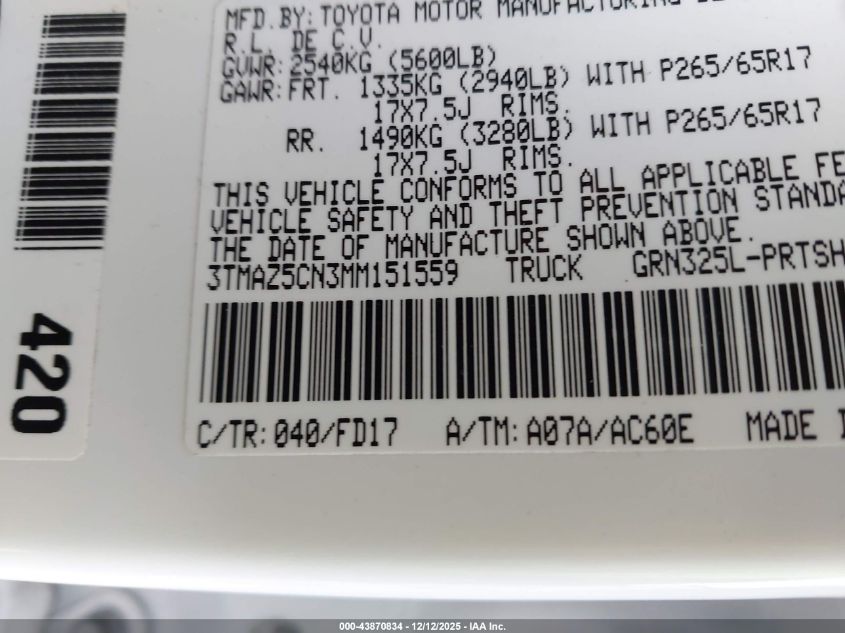 MFD.BY: TOYOTA MOTOR MANUFACTURING
R.L. DE C.V.
GVWR: 2540KG (5600LB)
GAWR: FRT. 1335KG (2940LB) WITH P265/65R17
17X7.5J RIMS.
RR. 1490KG (3280LB) WITH P265/65R17
17X7.5J RIMS.
THIS VEHICLE CONFORMS TO ALL APPLICABLE FE
VEHICLE SAFETY AND THEFT PREVENTION STANDA
THE DATE OF MANUFACTURE SHOWN ABOVE.
3TMAZ5CN3MM151559 TRUCK GRN325L-PRTSH
C/TR: 040/FD17 A/TM: A07A/AC60E MADE I
420
000-43870834 - 12/12/2025 - IAA Inc.